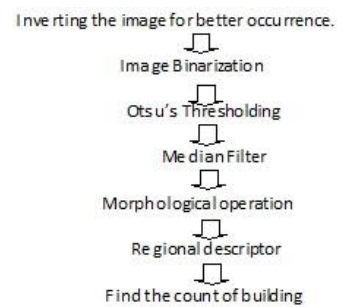 Inverting the image for better occurrence.
Image Binarization
Otsu's Thresholding
Median Filter
Morphological operation
Regional descriptor
Find the count of building